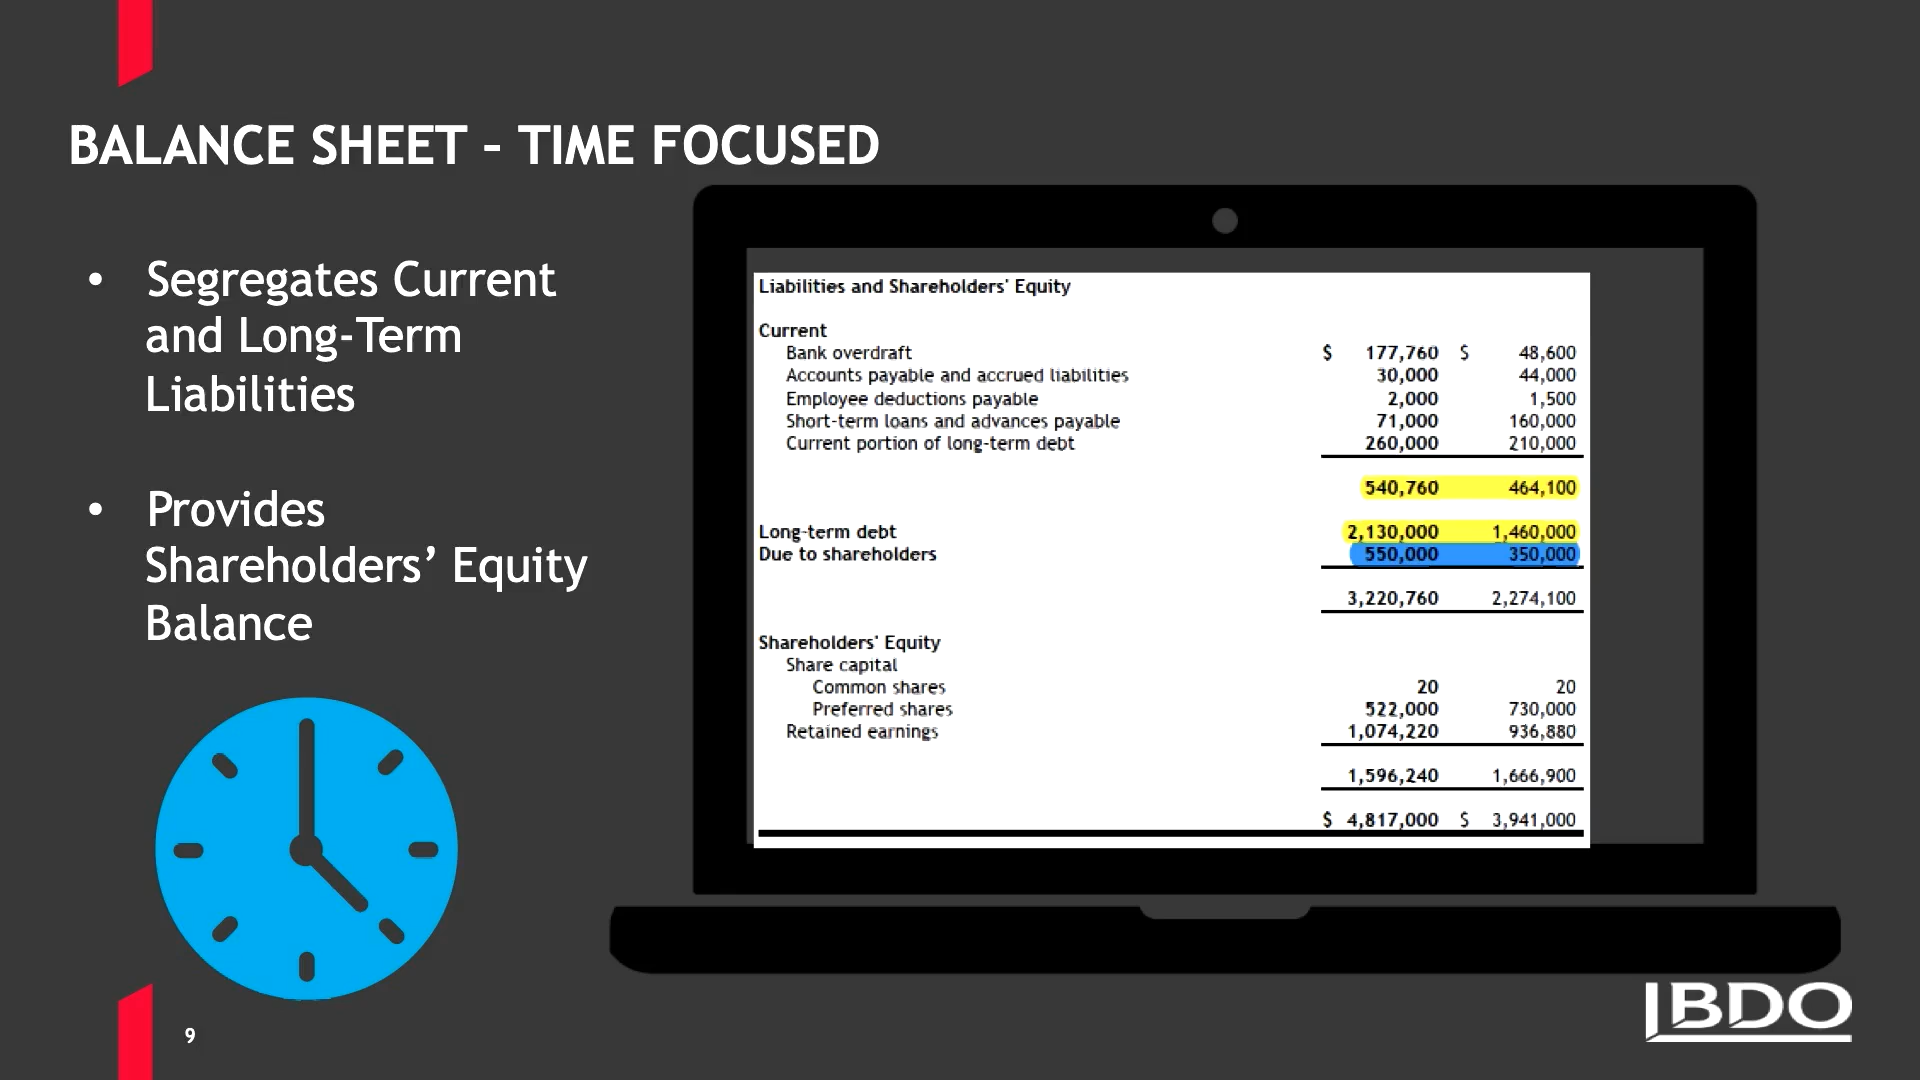 BALANCE SHEET - TIME FOCUSED
• Segregates Current
and Long-Term
Liabilities
• Provides
Shareholders’ Equity
Balance
Liabilities and Shareholders' Equity
Current
Bank overdraft $ 177,760 $ 48,600
Accounts payable and accrued liabilities 30,000 44,000
Employee deductions payable 2,000 1,500
Short-term loans and advances payable 71,000 160,000
Current portion of long-term debt 260,000 210,000
540,760 464,100
Long-term debt 2,130,000 1,460,000
Due to shareholders 550,000 350,000
3,220,760 2,274,100
Shareholders' Equity
Share capital
Common shares 20 20
Preferred shares 522,000 730,000
Retained earnings 1,074,220 936,880
1,596,240 1,666,900
$ 4,817,000 $ 3,941,000
9
BDO